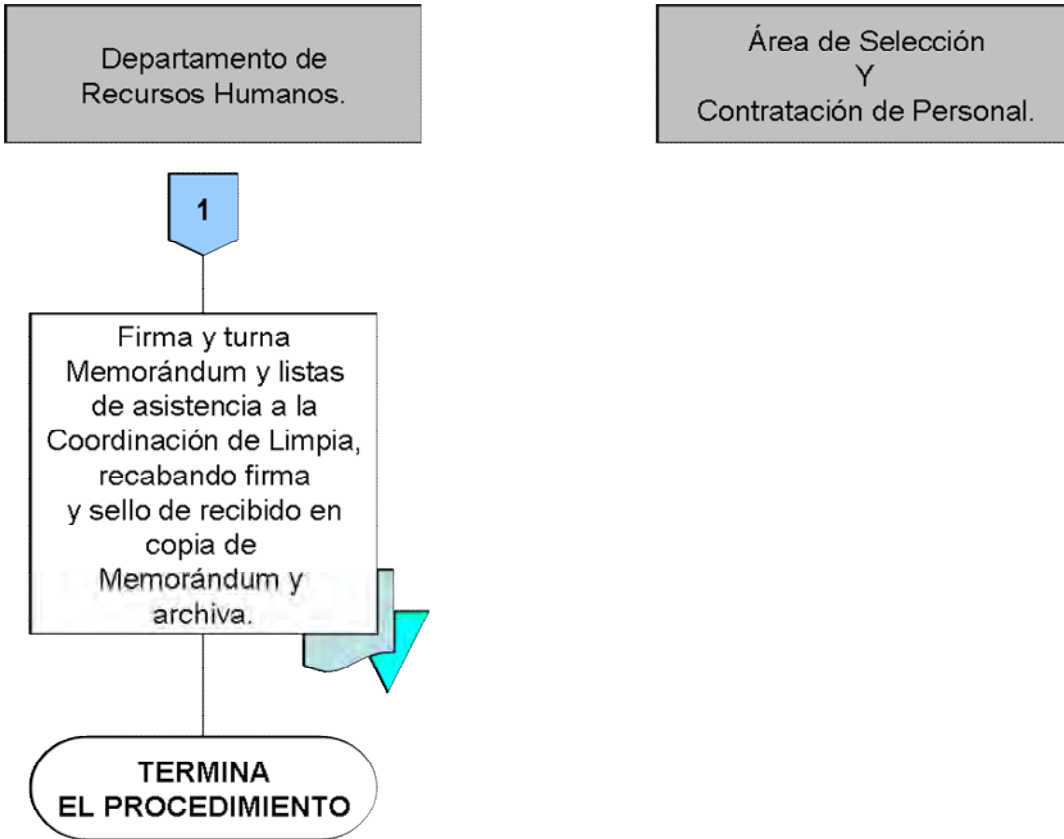 Departamento de
Recursos Humanos.
Área de Selección
Y
Contratación de Personal.
1
Firma y turna
Memorándum y listas
de asistencia a la
Coordinación de Limpia,
recabando firma
y sello de recibido en
copia de
Memorándum y
archiva.
TERMINA
EL PROCEDIMIENTO